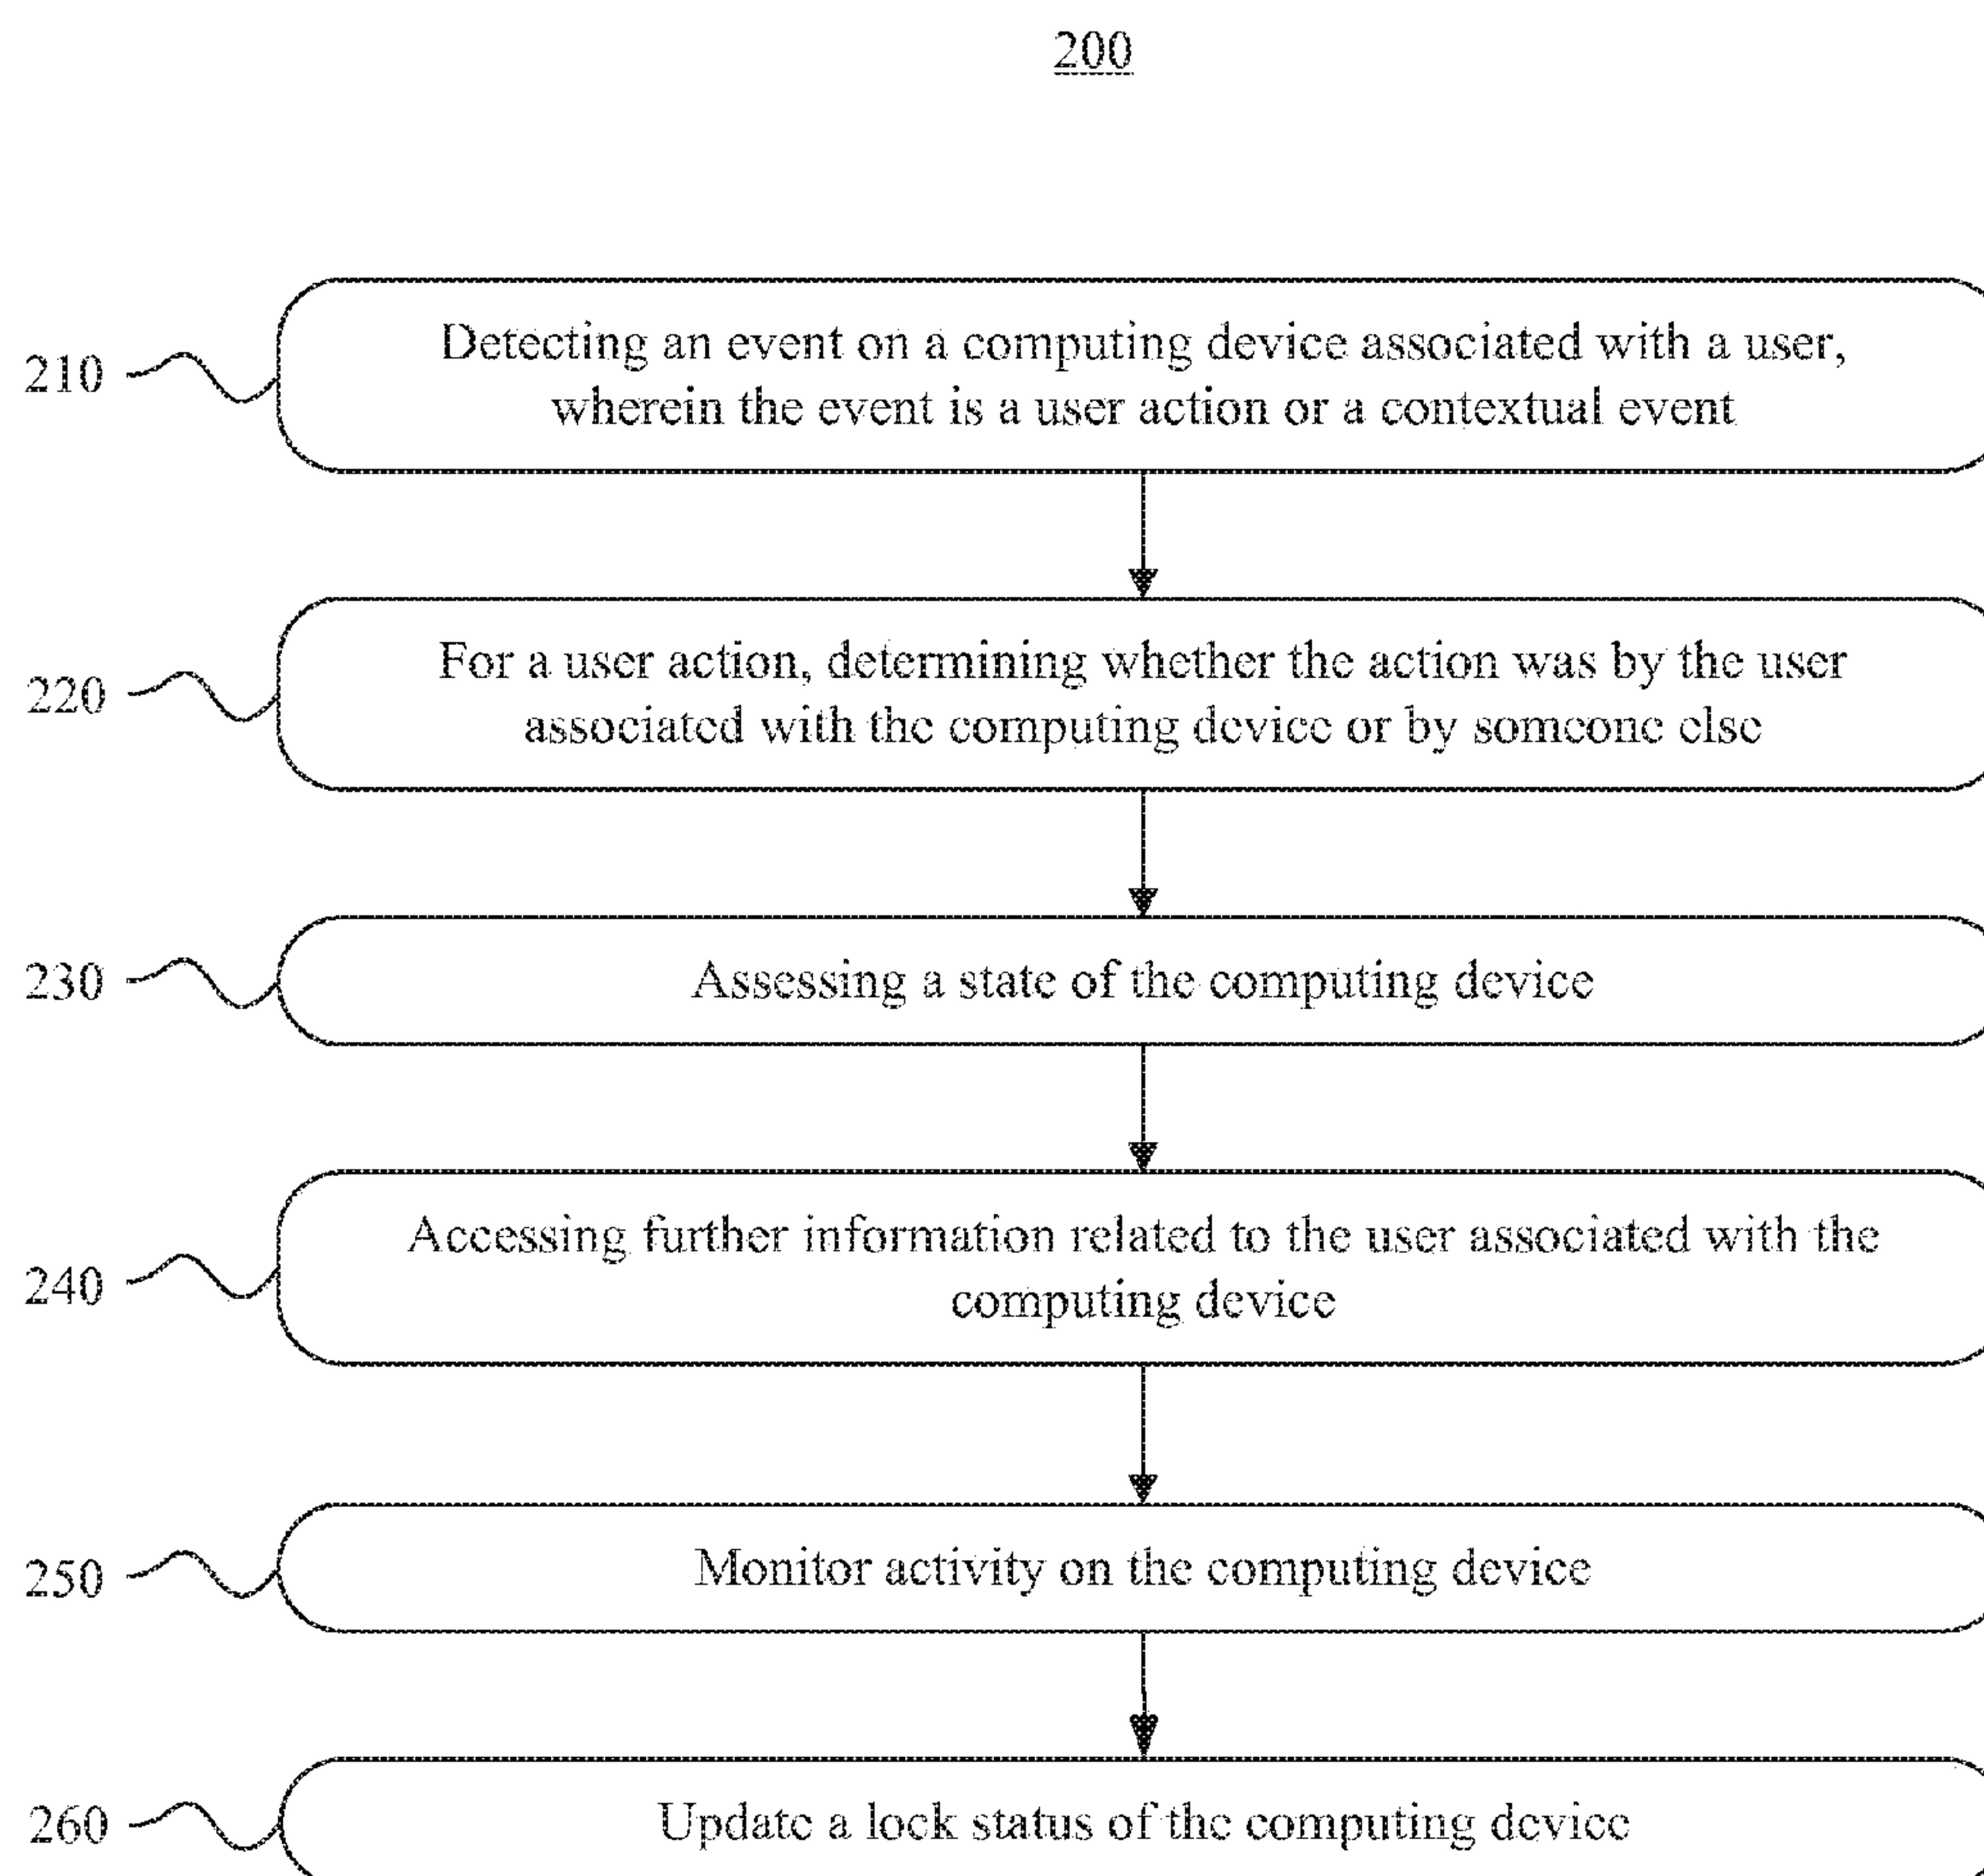 200
210
Detecting an event on a computing device associated with a user,
wherein the event is a user action or a contextual event
220
For a user action, determining whether the action was by the user
associated with the computing device or by someone else
230
Assessing a state of the computing device
240
Accessing further information related to the user associated with the
computing device
250
Monitor activity on the computing device
260
Update a lock status of the computing device